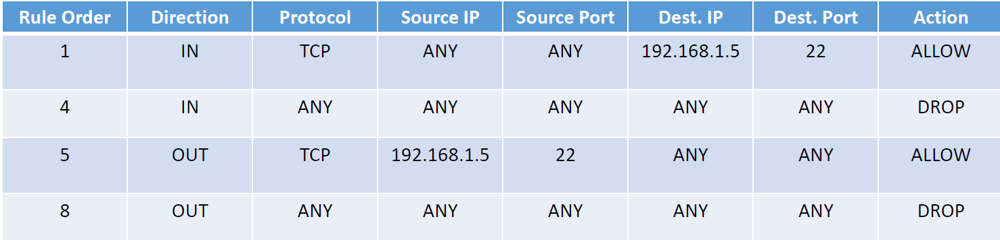 Rule Order Direction Protocol Source IP Source Port Dest. IP Dest. Port Action
1 IN TCP ANY ANY 192.168.1.5 22 ALLOW
4 IN ANY ANY ANY ANY ANY DROP
5 OUT TCP 192.168.1.5 22 ANY ANY ALLOW
8 OUT ANY ANY ANY ANY ANY DROP